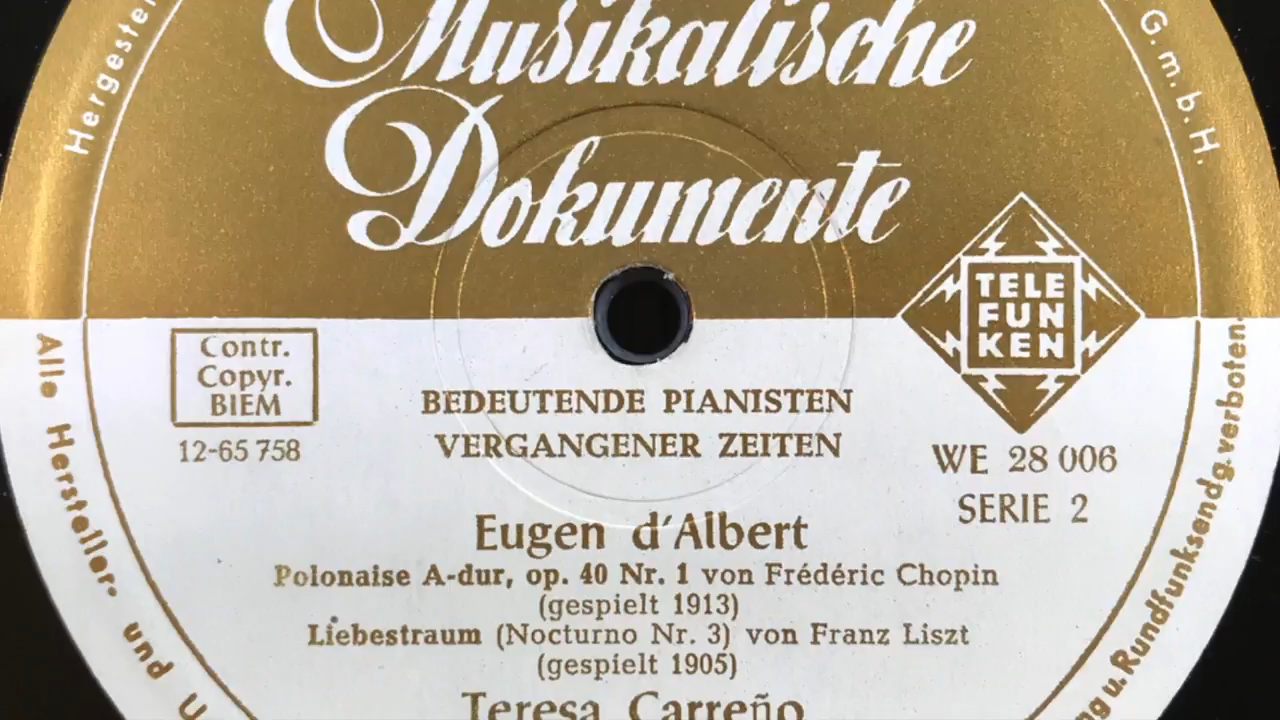 Musikalische
Dokumente
Hergestell
G.m.b.H.
TELE
FUN
KEN
Contr.
Copyr.
BIEM
12-65 758
BEDEUTENDE PIANISTEN
VERGANGENER ZEITEN
WE 28 006
SERIE 2
Eugen d'Albert
Polonaise A-dur, op. 40 Nr. 1 von Frédéric Chopin
(gespielt 1913)
Liebestraum (Nocturno Nr. 3) von Franz Liszt
(gespielt 1905)
Teresa Carreño
Alle Hersteller- und U
ng u. Rundfunksendg. verboten.